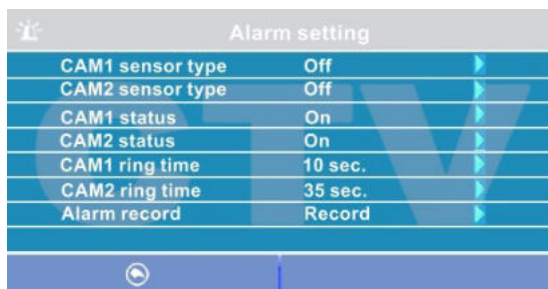 Alarm setting
CAM1 sensor type Off
CAM2 sensor type Off
CAM1 status On
CAM2 status On
CAM1 ring time 10 sec.
CAM2 ring time 35 sec.
Alarm record Record
CTV